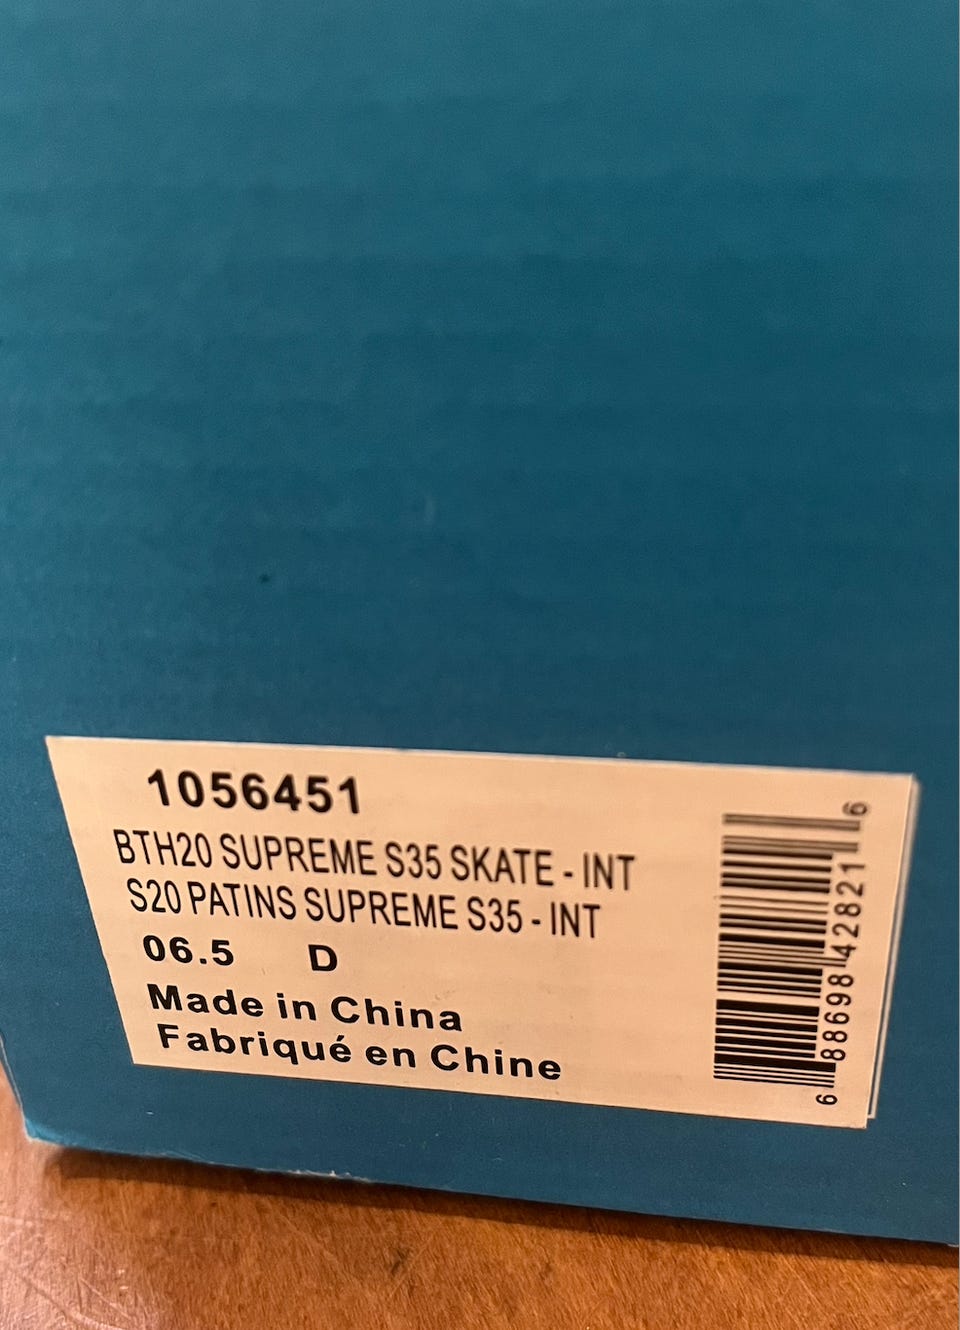 1056451
BTH20 SUPREME S35 SKATE - INT
S20 PATINS SUPREME S35 - INT
06.5 D
Made in China
Fabriqué en Chine
6 88698 42821 6